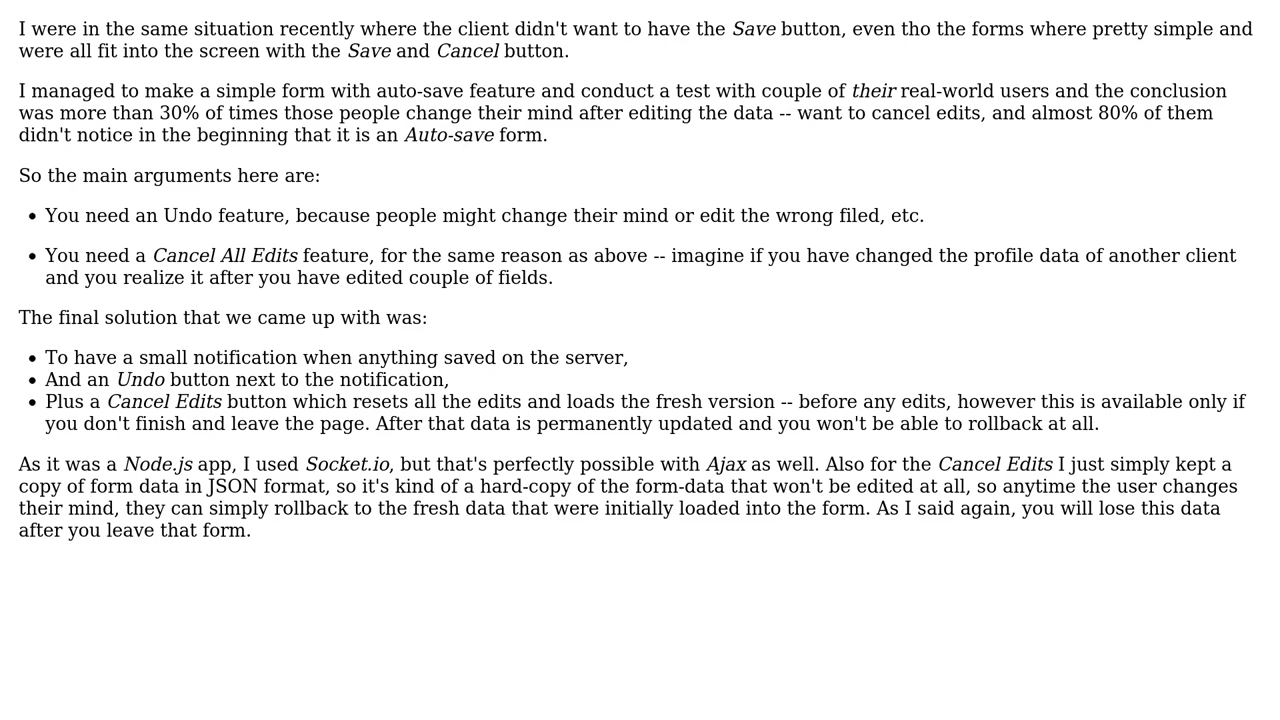 I were in the same situation recently where the client didn't want to have the Save button, even tho the forms where pretty simple and
were all fit into the screen with the Save and Cancel button.
I managed to make a simple form with auto-save feature and conduct a test with couple of their real-world users and the conclusion
was more than 30% of times those people change their mind after editing the data -- want to cancel edits, and almost 80% of them
didn't notice in the beginning that it is an Auto-save form.
So the main arguments here are:
• You need an Undo feature, because people might change their mind or edit the wrong filed, etc.
• You need a Cancel All Edits feature, for the same reason as above -- imagine if you have changed the profile data of another client
and you realize it after you have edited couple of fields.
The final solution that we came up with was:
• To have a small notification when anything saved on the server,
• And an Undo button next to the notification,
• Plus a Cancel Edits button which resets all the edits and loads the fresh version -- before any edits, however this is available only if
you don't finish and leave the page. After that data is permanently updated and you won't be able to rollback at all.
As it was a Node.js app, I used Socket.io, but that's perfectly possible with Ajax as well. Also for the Cancel Edits I just simply kept a
copy of form data in JSON format, so it's kind of a hard-copy of the form-data that won't be edited at all, so anytime the user changes
their mind, they can simply rollback to the fresh data that were initially loaded into the form. As I said again, you will lose this data
after you leave that form.